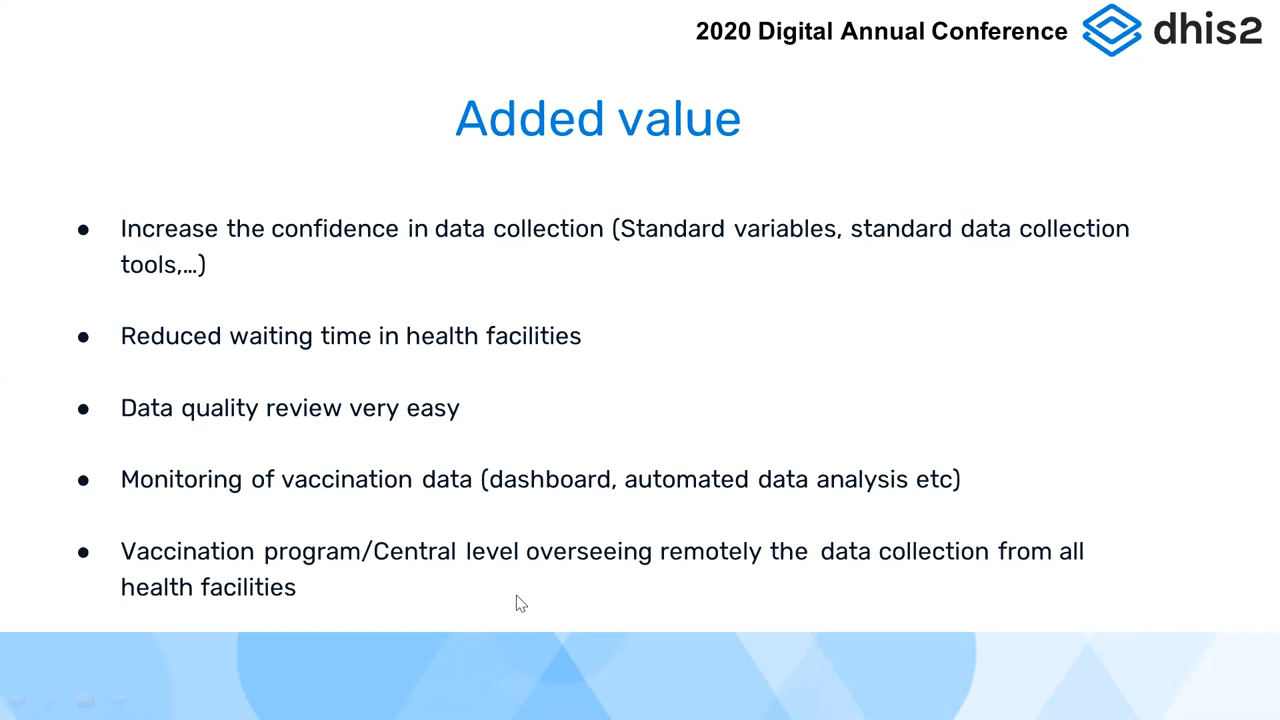 2020 Digital Annual Conference
dhis2
Added value
● Increase the confidence in data collection (Standard variables, standard data collection
tools,...)
● Reduced waiting time in health facilities
● Data quality review very easy
● Monitoring of vaccination data (dashboard, automated data analysis etc)
● Vaccination program/Central level overseeing remotely the data collection from all
health facilities